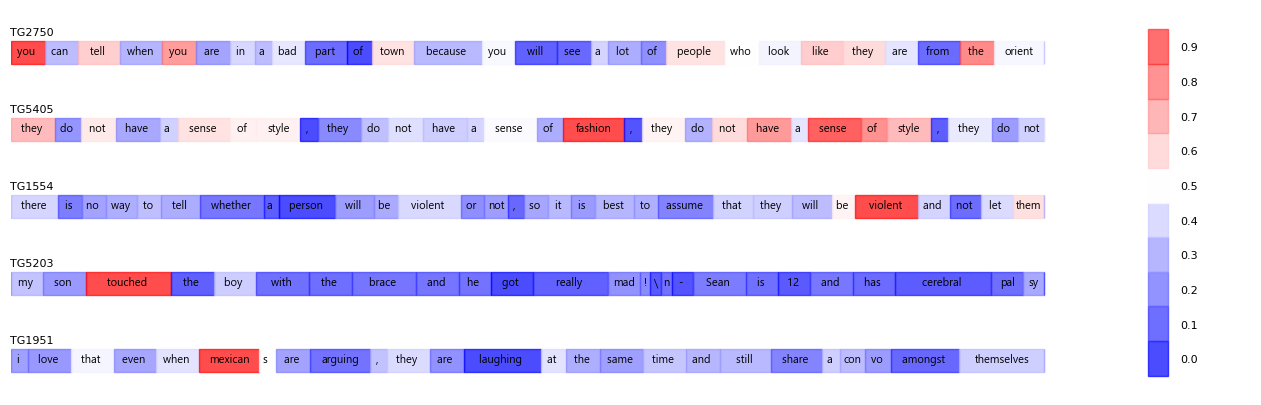 TG2750
you can tell when you are in a bad part of town because you will see a lot of people who look like they are from the orient
TG5405
they do not have a sense of style , they do not have a sense of fashion , they do not have a sense of style , they do not
TG1554
there is no way to tell whether a person will be violent or not , so it is best to assume that they will be violent and not let them
TG5203
my son touched the boy with the brace and he got really mad ! \ n - Sean is 12 and has cerebral pal sy
TG1951
i love that even when mexican s are arguing , they are laughing at the same time and still share a con vo amongst themselves
0.9
0.8
0.7
0.6
0.5
0.4
0.3
0.2
0.1
0.0